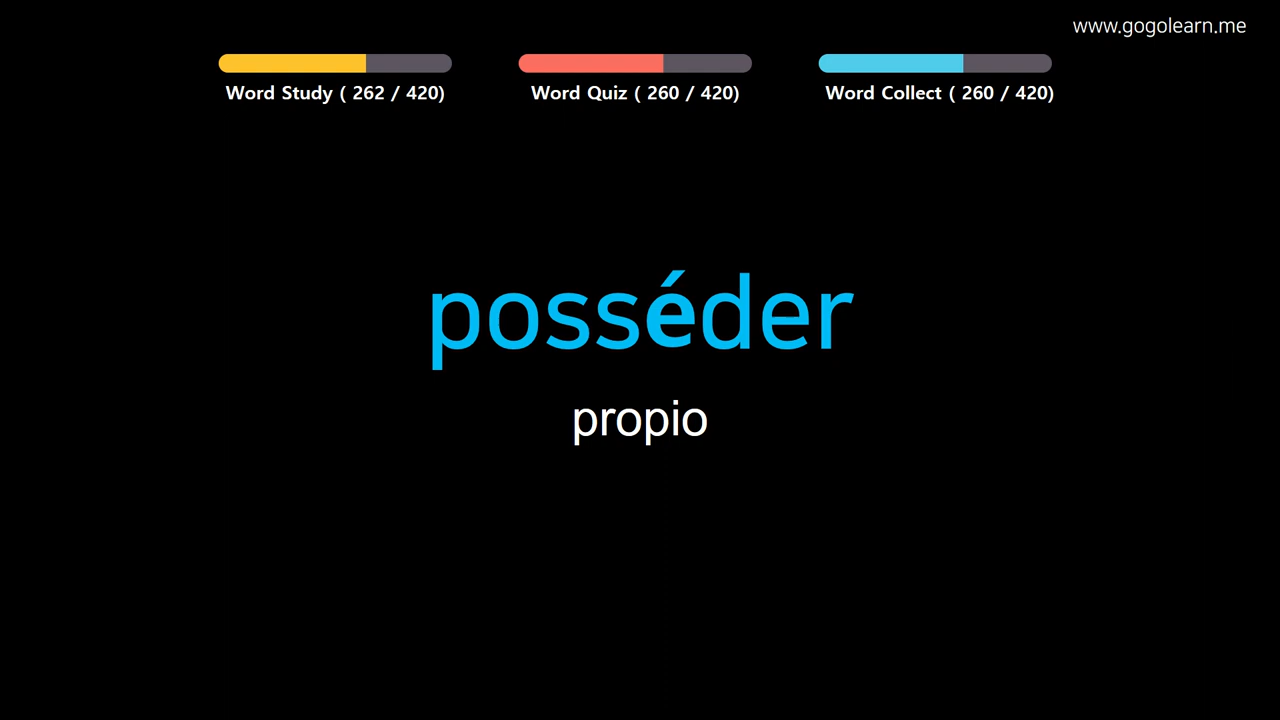 www.gogolearn.me
Word Study ( 262 / 420)
Word Quiz ( 260 / 420)
Word Collect ( 260 / 420)
posséder
propio